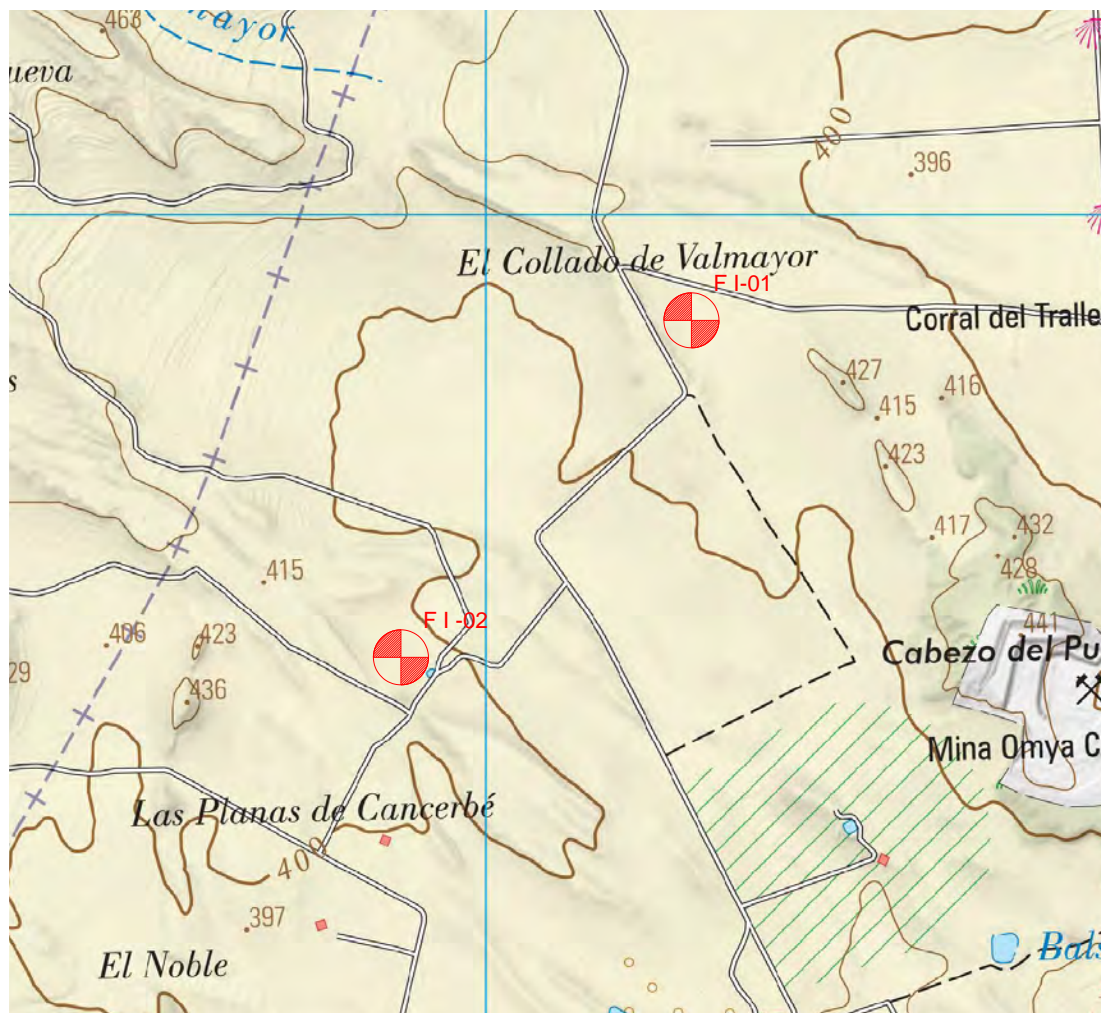 463
mayor
ueva
400
396
El Collado de Valmayor
F I-01
Corral del Tralle
s
427
416
415
423
417
432
428
415
F I -02
406
423
441
Cabezo del Pu
29
436
Mina Omya C
Las Planas de Cancerbé
400
397
El Noble
Bals